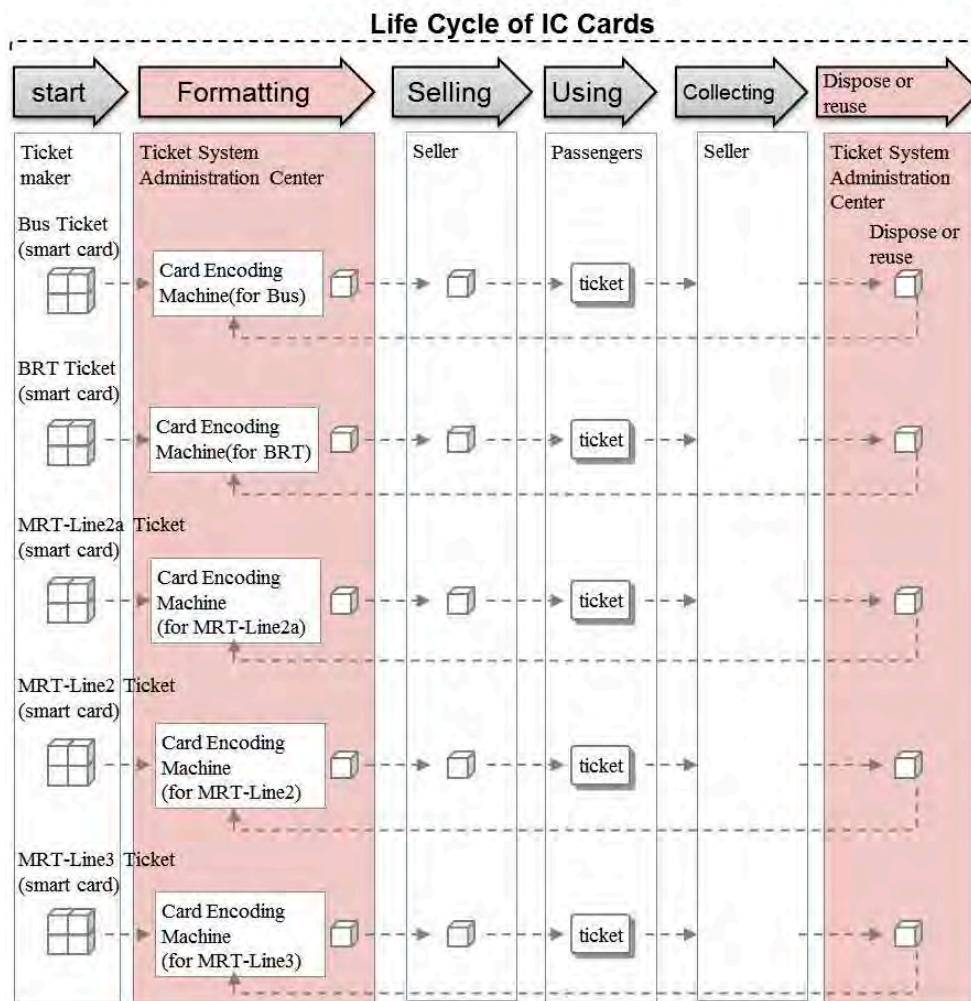 Life Cycle of IC Cards
start
Formatting
Selling
Using
Collecting
Dispose or
reuse
Ticket
maker
Ticket System
Administration Center
Seller
Passengers
Seller
Ticket System
Administration
Center
Dispose or
reuse
Bus Ticket
(smart card)
Card Encoding
Machine(for Bus)
ticket
BRT Ticket
(smart card)
Card Encoding
Machine(for BRT)
ticket
MRT-Line2a Ticket
(smart card)
Card Encoding
Machine
(for MRT-Line2a)
ticket
MRT-Line2 Ticket
(smart card)
Card Encoding
Machine
(for MRT-Line2)
ticket
MRT-Line3 Ticket
(smart card)
Card Encoding
Machine
(for MRT-Line3)
ticket